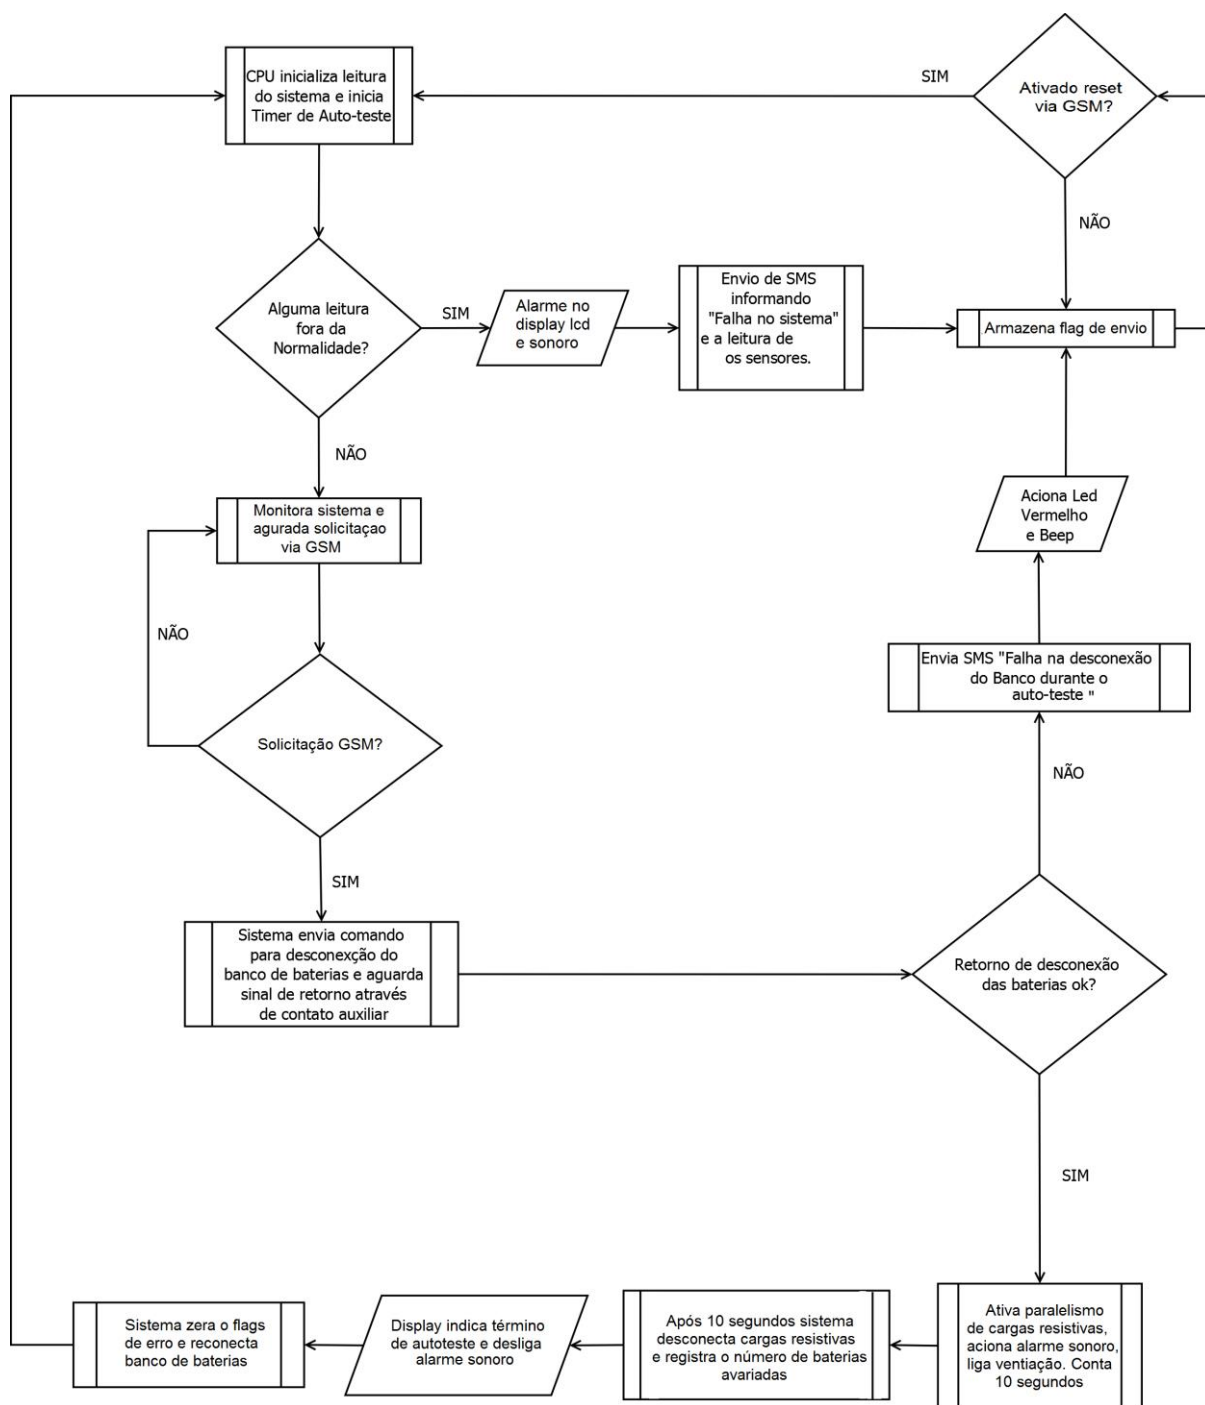 CPU inicializa leitura
do sistema e inicia
Timer de Auto-teste
SIM
Ativado reset
via GSM?
NÃO
Alguma leitura
fora da
Normalidade?
SIM
Alarme no
display lcd
e sonoro
Envio de SMS
informando
"Falha no sistema"
e a leitura de
os sensores.
Armazena flag de envio
NÃO
Monitora sistema e
agurada solicitaçao
via GSM
Aciona Led
Vermelho
e Beep
NÃO
Envia SMS "Falha na desconexão
do Banco durante o
auto-teste "
Solicitação GSM?
NÃO
SIM
Sistema envia comando
para desconexção do
banco de baterias e aguarda
sinal de retorno através
de contato auxiliar
Retorno de desconexão
das baterias ok?
SIM
Sistema zera o flags
de erro e reconecta
banco de baterias
Display indica término
de autoteste e desliga
alarme sonoro
Após 10 segundos sistema
desconecta cargas resistivas
e registra o número de baterias
avariadas
Ativa paralelismo
de cargas resistivas,
aciona alarme sonoro,
liga ventiação. Conta
10 segundos